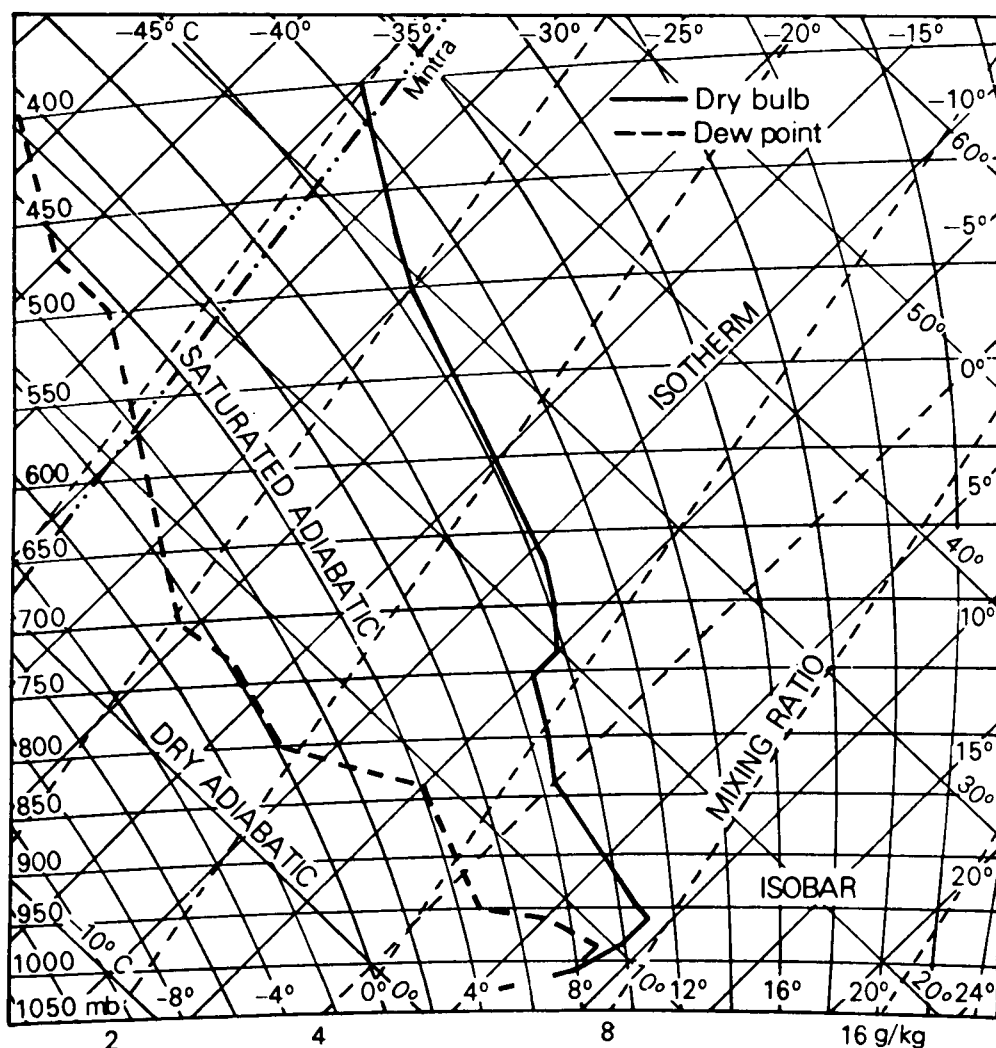 −45° C −40° −35° −30° −25° −20° −15°
Mintra
Dry bulb
Dew point
−10°
60°
400
450
−5°
500
50°
0°
SATURATED ADIABATIC
ISOTHERM
550
600
5°
40°
650
10°
700
MIXING RATIO
750
15°
30°
DRY ADIABATIC
800
850
900
ISOBAR
20°
950
−10° C
1000
1050 mb −8° −4° 0° 0° 4° 8° 10° 12° 16° 20° 20° 24°
2 4 8 16 g/kg